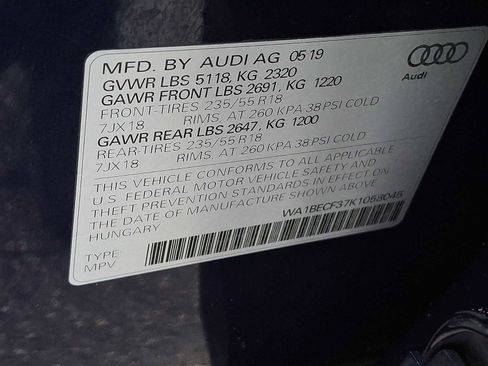 MFD. BY AUDI AG 05 19
Audi
GVWR LBS 5118, KG 2320
GAWR FRONT LBS 2691, KG 1220
FRONT-TIRES 235/55 R18
7JX18 RIMS, AT 260 KPA, 38 PSI COLD
GAWR REAR LBS 2647, KG 1200
REAR-TIRES 235/55 R18
7JX18 RIMS, AT 260 KPA, 38 PSI COLD
THIS VEHICLE CONFORMS TO ALL APPLICABLE
U.S. FEDERAL MOTOR VEHICLE SAFETY AND
THEFT PREVENTION STANDARDS IN EFFECT ON
THE DATE OF MANUFACTURE SHOWN ABOVE
HUNGARY
WA1BECF37K1058045
TYPE:
MPV